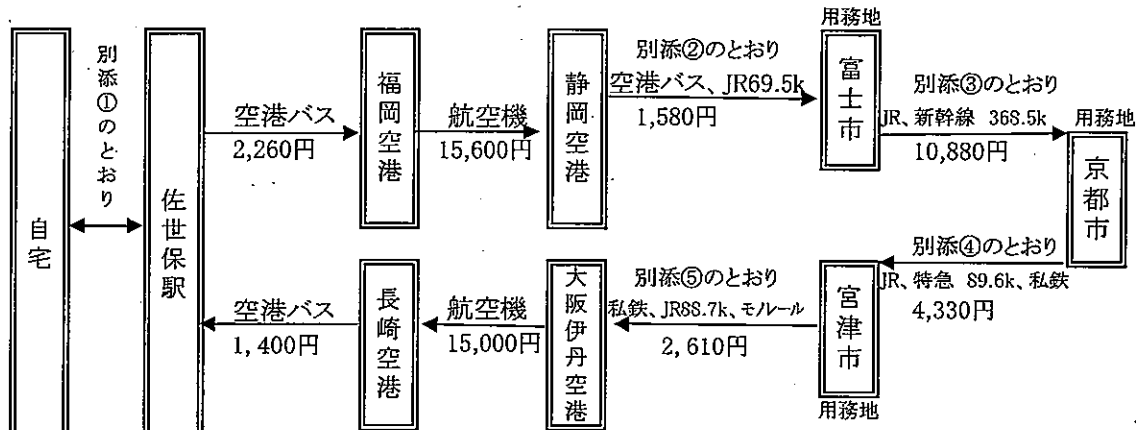 自宅
別添①のとおり
佐世保駅
空港バス
2,260円
福岡空港
航空機
15,600円
静岡空港
別添②のとおり
空港バス、JR69.5k
1,580円
用務地
富士市
別添③のとおり
JR、新幹線 368.5k
10,880円
用務地
京都市
別添④のとおり
JR、特急 89.6k、私鉄
4,330円
宮津市
用務地
別添⑤のとおり
私鉄、JR88.7k、モノレール
2,610円
大阪伊丹空港
航空機
15,000円
長崎空港
空港バス
1,400円